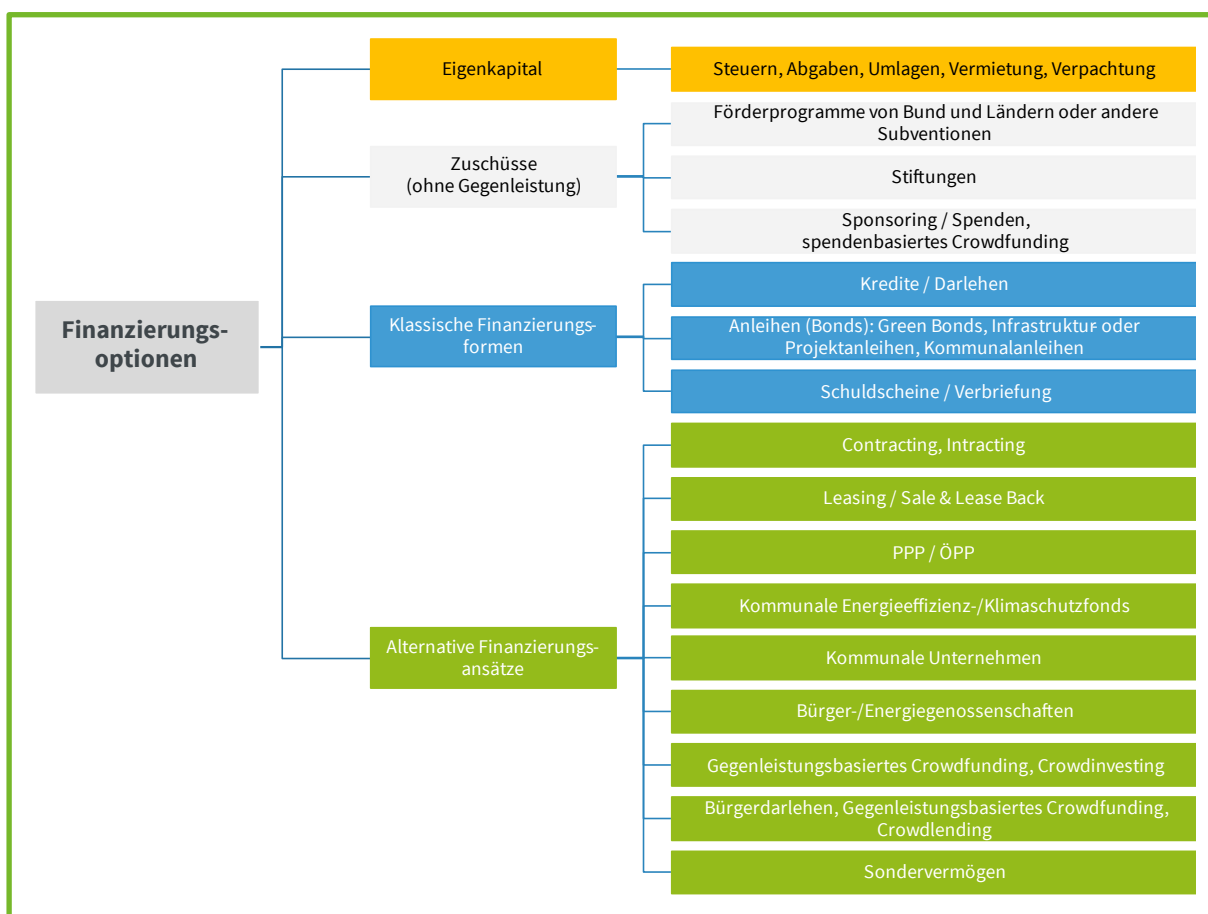 Finanzierungs-
optionen
Eigenkapital
Steuern, Abgaben, Umlagen, Vermietung, Verpachtung
Zuschüsse
(ohne Gegenleistung)
Förderprogramme von Bund und Ländern oder andere
Subventionen
Stiftungen
Sponsoring / Spenden,
spendenbasiertes Crowdfunding
Klassische Finanzierungs-
formen
Kredite / Darlehen
Anleihen (Bonds): Green Bonds, Infrastruktur- oder
Projektanleihen, Kommunalanleihen
Schuldscheine / Verbriefung
Alternative Finanzierungs-
ansätze
Contracting, Intracting
Leasing / Sale & Lease Back
PPP / ÖPP
Kommunale Energieeffizienz-/Klimaschutzfonds
Kommunale Unternehmen
Bürger-/Energiegenossenschaften
Gegenleistungsbasiertes Crowdfunding, Crowdinvesting
Bürgerdarlehen, Gegenleistungsbasiertes Crowdfunding,
Crowdlending
Sondervermögen